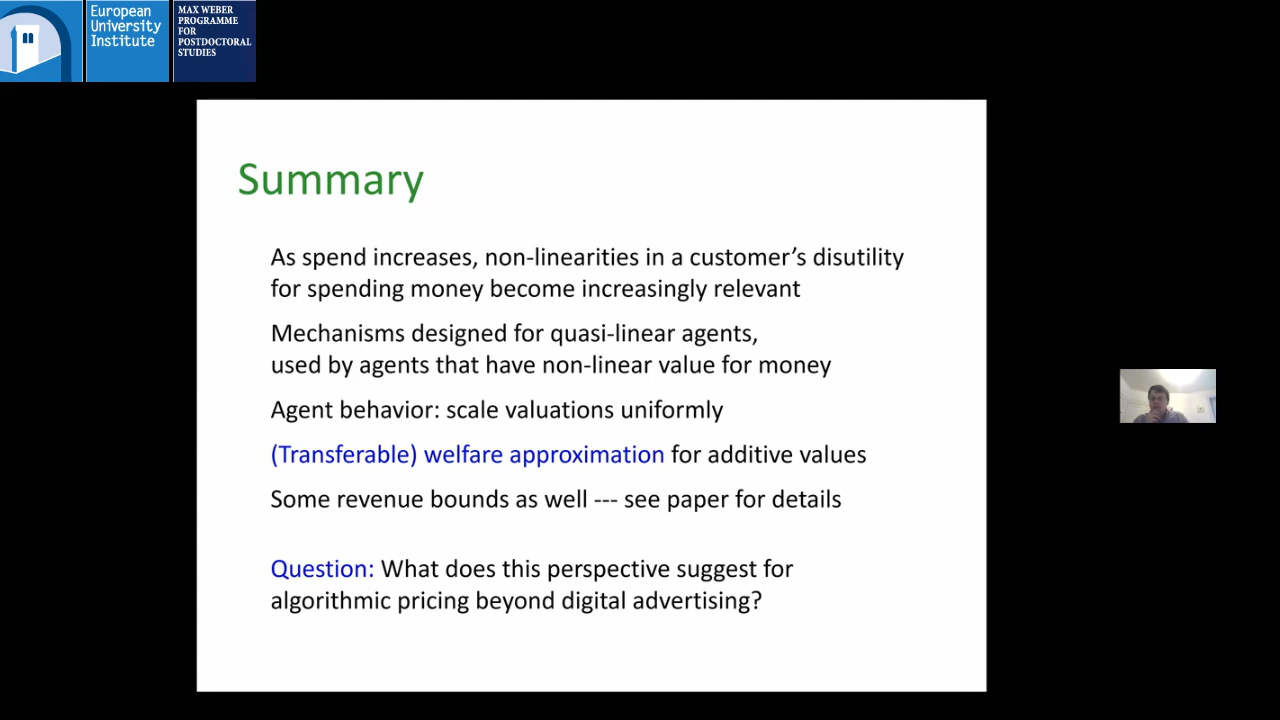 European
University
Institute
MAX WEBER
PROGRAMME
FOR
POSTDOCTORAL
STUDIES
Summary
As spend increases, non-linearities in a customer's disutility
for spending money become increasingly relevant
Mechanisms designed for quasi-linear agents,
used by agents that have non-linear value for money
Agent behavior: scale valuations uniformly
(Transferable) welfare approximation for additive values
Some revenue bounds as well --- see paper for details
Question: What does this perspective suggest for
algorithmic pricing beyond digital advertising?